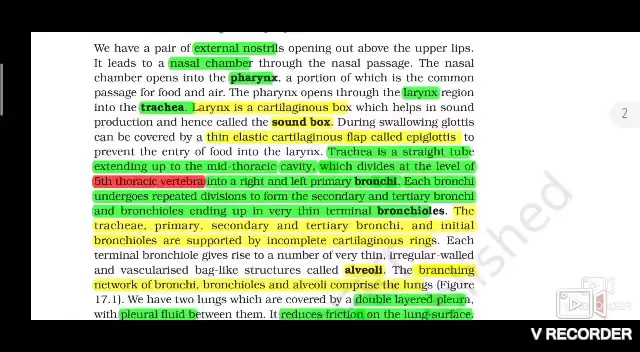 We have a pair of external nostrils opening out above the upper lips.
It leads to a nasal chamber through the nasal passage. The nasal
chamber opens into the pharynx, a portion of which is the common
passage for food and air. The pharynx opens through the larynx region
into the trachea. Larynx is a cartilaginous box which helps in sound
production and hence called the sound box. During swallowing glottis
can be covered by a thin elastic cartilaginous flap called epiglottis to
prevent the entry of food into the larynx. Trachea is a straight tube
extending up to the mid-thoracic cavity, which divides at the level of
5th thoracic vertebra into a right and left primary bronchi. Each bronchi
undergoes repeated divisions to form the secondary and tertiary bronchi
and bronchioles ending up in very thin terminal bronchioles. The
tracheae, primary, secondary and tertiary bronchi, and initial
bronchioles are supported by incomplete cartilaginous rings. Each
terminal bronchiole gives rise to a number of very thin, irregular-walled
and vascularised bag-like structures called alveoli. The branching
network of bronchi, bronchioles and alveoli comprise the lungs (Figure
17.1). We have two lungs which are covered by a double layered pleura,
with pleural fluid between them. It reduces friction on the lung-surface.
2
V RECORDER